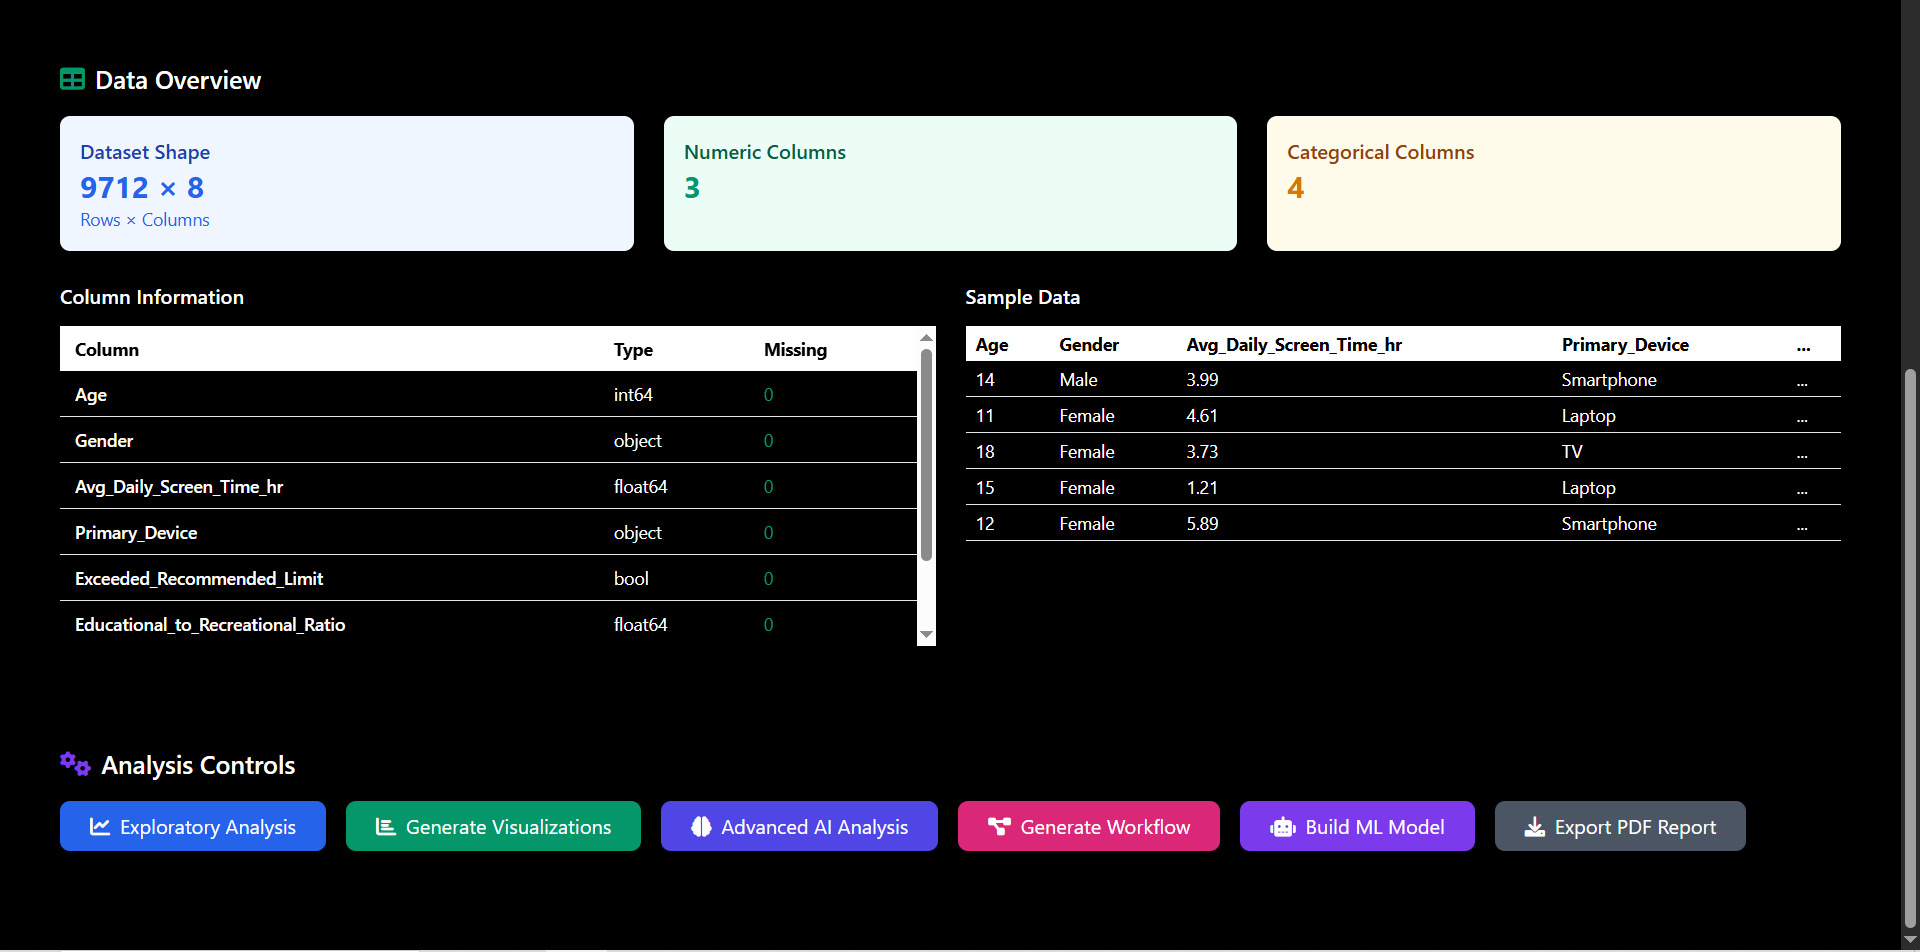 Data Overview
Dataset Shape
9712 × 8
Rows × Columns
Numeric Columns
3
Categorical Columns
4
Column Information
Column Type Missing
Age int64 0
Gender object 0
Avg_Daily_Screen_Time_hr float64 0
Primary_Device object 0
Exceeded_Recommended_Limit bool 0
Educational_to_Recreational_Ratio float64 0
Sample Data
Age Gender Avg_Daily_Screen_Time_hr Primary_Device ...
14 Male 3.99 Smartphone ...
11 Female 4.61 Laptop ...
18 Female 3.73 TV ...
15 Female 1.21 Laptop ...
12 Female 5.89 Smartphone ...
Analysis Controls
Exploratory Analysis
Generate Visualizations
Advanced AI Analysis
Generate Workflow
Build ML Model
Export PDF Report